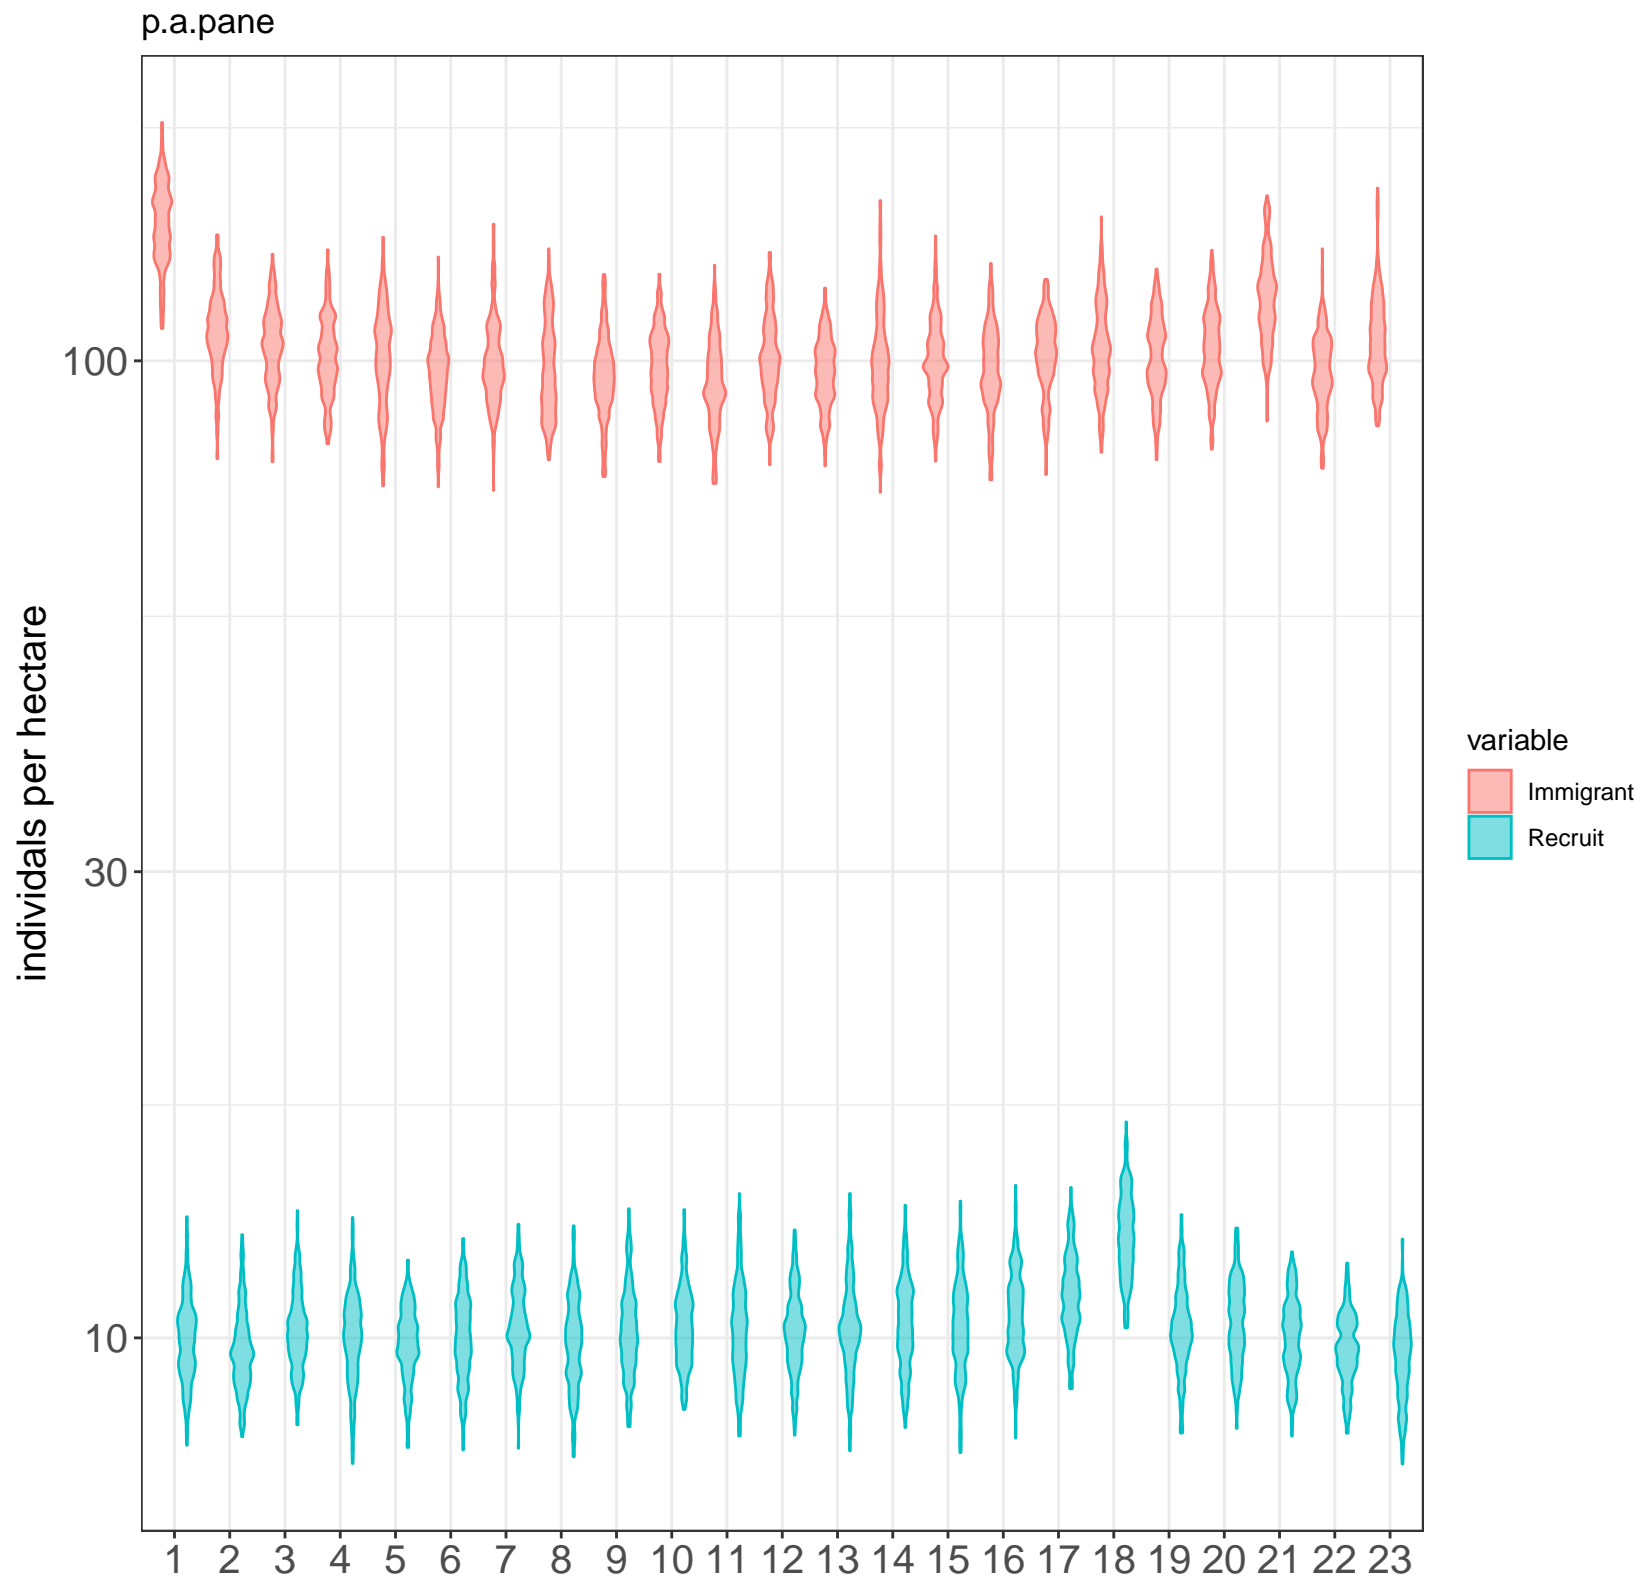 p.a.pane
individals per hectare
100
30
10
1 2 3 4 5 6 7 8 9 10 11 12 13 14 15 16 17 18 19 20 21 22 23
variable
Immigrant
Recruit